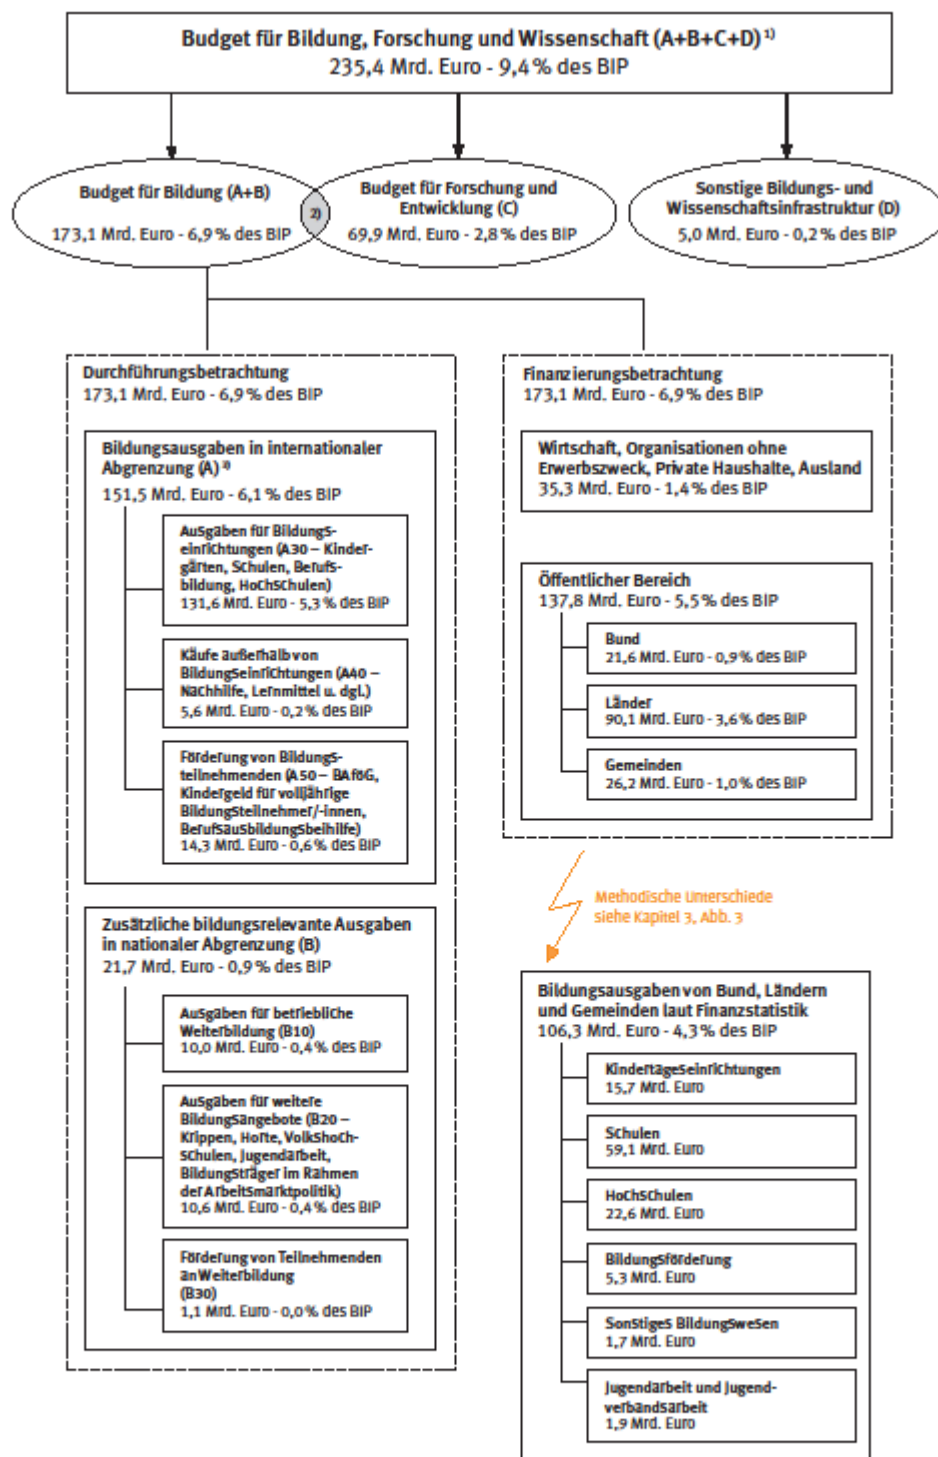 Budget für Bildung, Forschung und Wissenschaft (A+B+C+D) 1)
235,4 Mrd. Euro - 9,4% des BIP
Budget für Bildung (A+B)
173,1 Mrd. Euro - 6,9% des BIP
2)
Budget für Forschung und
Entwicklung (C)
69,9 Mrd. Euro - 2,8% des BIP
Sonstige Bildungs- und
Wissenschaftsinfrastruktur (D)
5,0 Mrd. Euro - 0,2% des BIP
Durchführungsbetrachtung
173,1 Mrd. Euro - 6,9% des BIP
Bildungsausgaben in internationaler
Abgrenzung (A) 3)
151,5 Mrd. Euro - 6,1% des BIP
Ausgaben für Bildungs-
einrichtungen (A30 – Kinder-
gärten, Schulen, Berufs-
bildung, Hochschulen)
131,6 Mrd. Euro - 5,3% des BIP
Käufe außerhalb von
Bildungseinrichtungen (A40 –
Nachhilfe, Lernmittel u. dgl.)
5,6 Mrd. Euro - 0,2% des BIP
Förderung von Bildungs-
teilnehmenden (A50 – BAföG,
Kindergeld für volljährige
Bildungsteilnehmer/-innen,
Berufsausbildungsbeihilfe)
14,3 Mrd. Euro - 0,6% des BIP
Zusätzliche bildungsrelevante Ausgaben
in nationaler Abgrenzung (B)
21,7 Mrd. Euro - 0,9% des BIP
Ausgaben für betriebliche
Weiterbildung (B10)
10,0 Mrd. Euro - 0,4% des BIP
Ausgaben für weitere
Bildungsangebote (B20 –
Krippen, Horte, Volkshoch-
schulen, Jugendarbeit,
Bildungsträger im Rahmen
der Arbeitsmarktpolitik)
10,6 Mrd. Euro - 0,4% des BIP
Förderung von Teilnehmenden
an Weiterbildung
(B30)
1,1 Mrd. Euro - 0,0% des BIP
Finanzierungsbetrachtung
173,1 Mrd. Euro - 6,9% des BIP
Wirtschaft, Organisationen ohne
Erwerbszweck, Private Haushalte, Ausland
35,3 Mrd. Euro - 1,4% des BIP
Öffentlicher Bereich
137,8 Mrd. Euro - 5,5% des BIP
Bund
21,6 Mrd. Euro - 0,9% des BIP
Länder
90,1 Mrd. Euro - 3,6% des BIP
Gemeinden
26,2 Mrd. Euro - 1,0% des BIP
Methodische Unterschiede
siehe Kapitel 3, Abb. 3
Bildungsausgaben von Bund, Ländern
und Gemeinden laut Finanzstatistik
106,3 Mrd. Euro - 4,3% des BIP
Kindertageseinrichtungen
15,7 Mrd. Euro
Schulen
59,1 Mrd. Euro
Hochschulen
22,6 Mrd. Euro
Bildungsförderung
5,3 Mrd. Euro
Sonstiges Bildungswesen
1,7 Mrd. Euro
Jugendarbeit und Jugend-
verbandsarbeit
1,9 Mrd. Euro